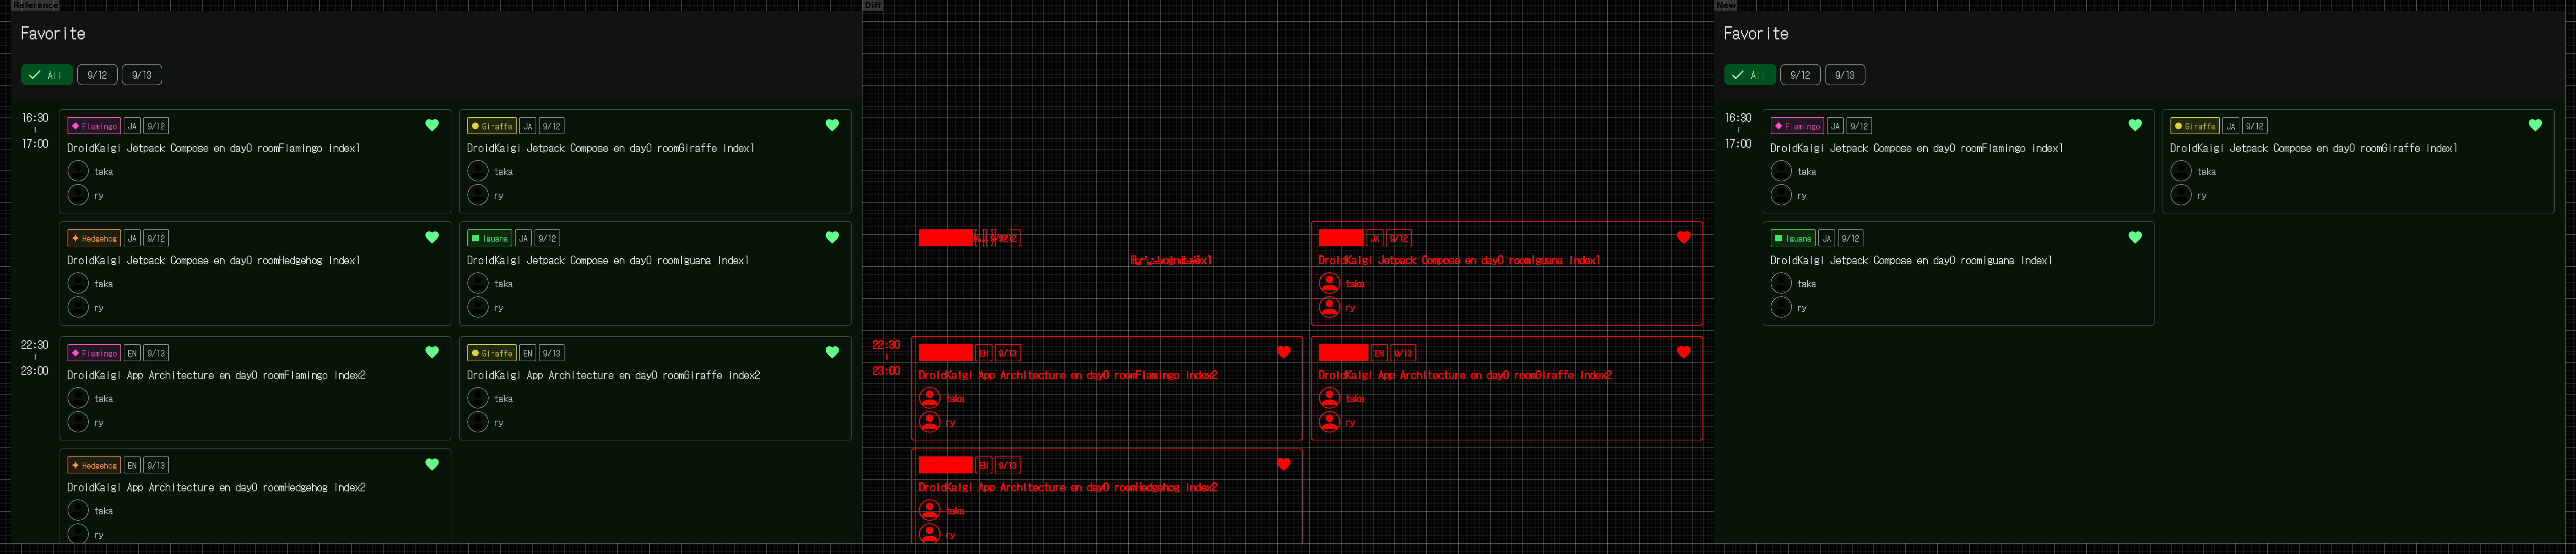 Reference
Favorite
All 9/12 9/13
16:30
17:00
Flamingo JA 9/12
DroidKaigi Jetpack Compose en day0 roomFlamingo index1
taka
ry
Giraffe JA 9/12
DroidKaigi Jetpack Compose en day0 roomGiraffe index1
taka
ry
Hedgehog JA 9/12
DroidKaigi Jetpack Compose en day0 roomHedgehog index1
taka
ry
Iguana JA 9/12
DroidKaigi Jetpack Compose en day0 roomIguana index1
taka
ry
22:30
23:00
Flamingo EN 9/13
DroidKaigi App Architecture en day0 roomFlamingo index2
taka
ry
Giraffe EN 9/13
DroidKaigi App Architecture en day0 roomGiraffe index2
taka
ry
Hedgehog EN 9/13
DroidKaigi App Architecture en day0 roomHedgehog index2
taka
ry
Diff
JA 9/12
DroidKaigi Jetpack Compose en day0 roomIguana index1
taka
ry
22:30
23:00
EN 9/13
DroidKaigi App Architecture en day0 roomFlamingo index2
taka
ry
EN 9/13
DroidKaigi App Architecture en day0 roomGiraffe index2
taka
ry
EN 9/13
DroidKaigi App Architecture en day0 roomHedgehog index2
taka
ry
New
Favorite
All 9/12 9/13
16:30
17:00
Flamingo JA 9/12
DroidKaigi Jetpack Compose en day0 roomFlamingo index1
taka
ry
Giraffe JA 9/12
DroidKaigi Jetpack Compose en day0 roomGiraffe index1
taka
ry
Iguana JA 9/12
DroidKaigi Jetpack Compose en day0 roomIguana index1
taka
ry